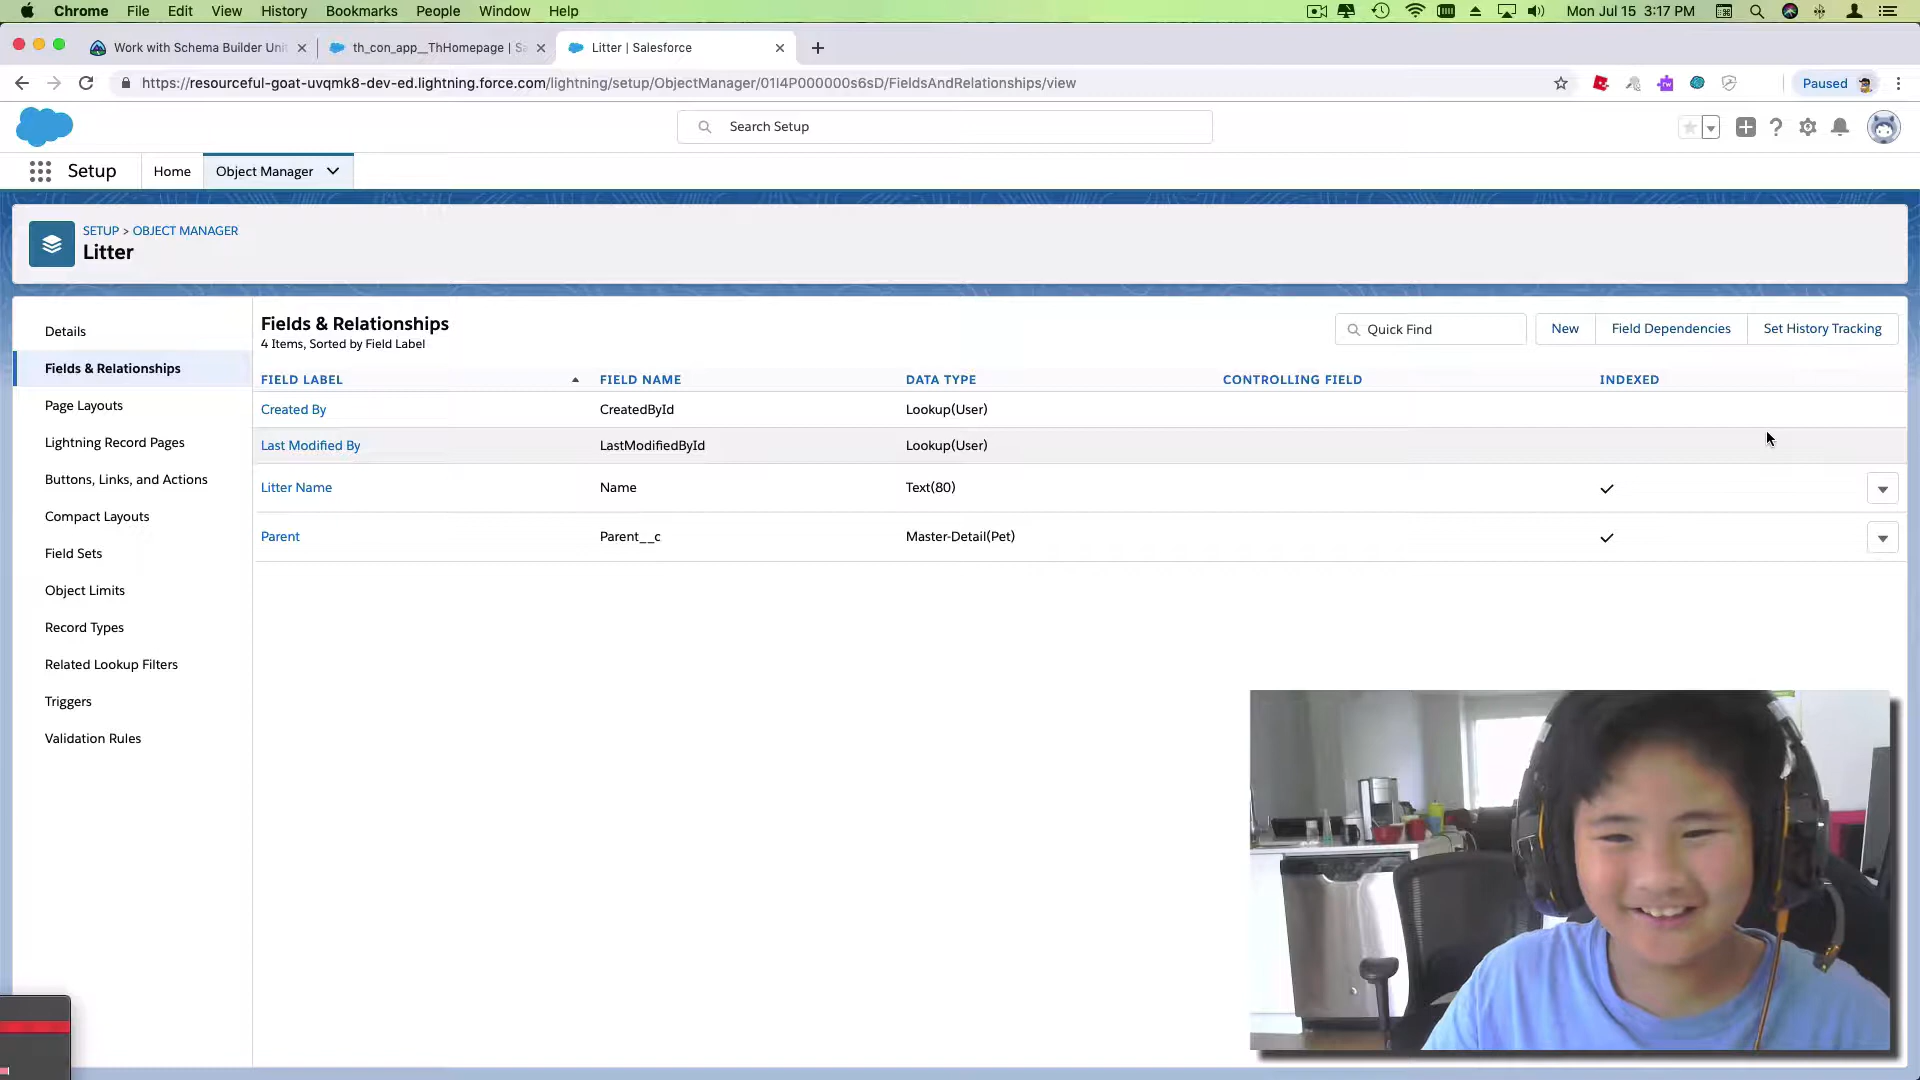 Chrome File Edit View History Bookmarks People Window Help Mon Jul 15 3:17 PM
Work with Schema Builder Unit
th_con_app__ThHomepage | Sa
Litter | Salesforce
https://resourceful-goat-uvqmk8-dev-ed.lightning.force.com/lightning/setup/ObjectManager/01I4P000000s6sD/FieldsAndRelationships/view
Paused
Search Setup
Setup Home Object Manager
SETUP > OBJECT MANAGER
Litter
Details
Fields & Relationships
Page Layouts
Lightning Record Pages
Buttons, Links, and Actions
Compact Layouts
Field Sets
Object Limits
Record Types
Related Lookup Filters
Triggers
Validation Rules
Fields & Relationships
4 Items, Sorted by Field Label
Quick Find
New
Field Dependencies
Set History Tracking
FIELD LABEL FIELD NAME DATA TYPE CONTROLLING FIELD INDEXED
Created By CreatedById Lookup(User)
Last Modified By LastModifiedById Lookup(User)
Litter Name Name Text(80)
Parent Parent__c Master-Detail(Pet)